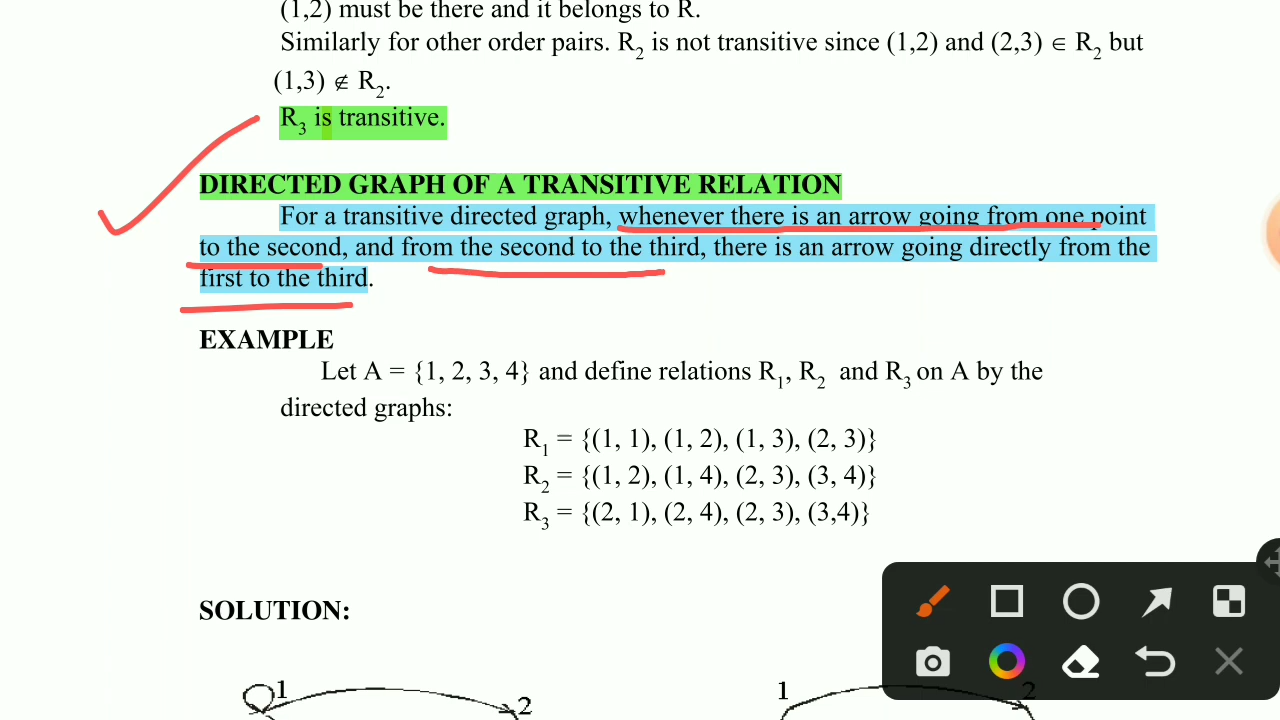 (1,2) must be there and it belongs to R.
Similarly for other order pairs. R₂ is not transitive since (1,2) and (2,3) ∈ R₂ but
(1,3) ∉ R₂.
R₃ is transitive.
DIRECTED GRAPH OF A TRANSITIVE RELATION
For a transitive directed graph, whenever there is an arrow going from one point
to the second, and from the second to the third, there is an arrow going directly from the
first to the third.
EXAMPLE
Let A = {1, 2, 3, 4} and define relations R₁, R₂ and R₃ on A by the
directed graphs:
R₁ = {(1, 1), (1, 2), (1, 3), (2, 3)}
R₂ = {(1, 2), (1, 4), (2, 3), (3, 4)}
R₃ = {(2, 1), (2, 4), (2, 3), (3,4)}
SOLUTION:
1 2 1 2